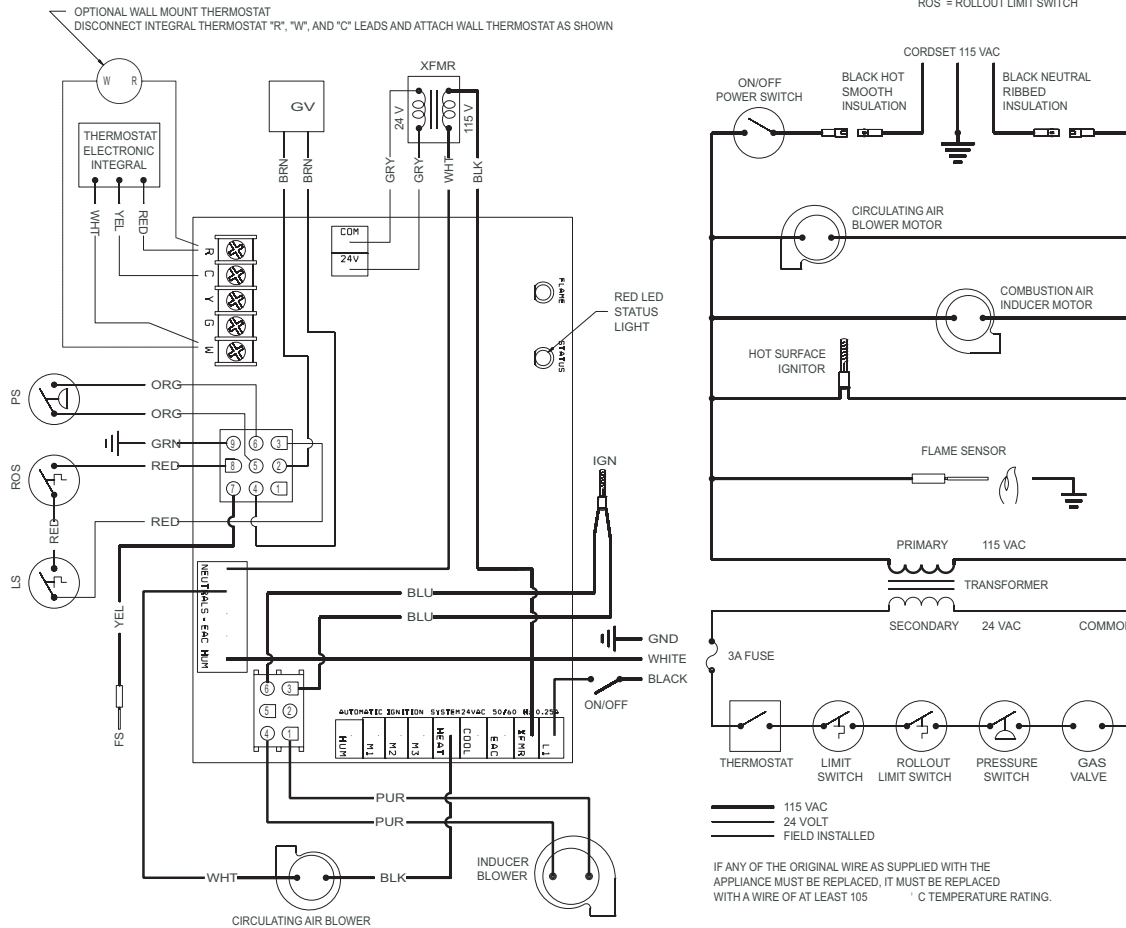 OPTIONAL WALL MOUNT THERMOSTAT
DISCONNECT INTEGRAL THERMOSTAT "R", "W", AND "C" LEADS AND ATTACH WALL THERMOSTAT AS SHOWN
W R
THERMOSTAT
ELECTRONIC
INTEGRAL
WHT
YEL
RED
GV
BRN
BRN
XFMR
24 V
115 V
GRY
GRY
WHT
BLK
COM
24V
R
C
Y
G
W
FLAME
STATUS
RED LED
STATUS
LIGHT
PS
ORG
ORG
GRN
ROS
RED
RED
RED
LS
9 6 3
8 5 2
7 4 1
YEL
FS
NEUTRALS - EAC HUM
IGN
BLU
BLU
GND
WHITE
BLACK
ON/OFF
6 3
5 2
4 1
AUTOMATIC IGNITION SYSTEM 24VAC 50/60 H 0.25A
HUM
M1
M2
M3
HEAT
COOL
EAC
XFMR
L1
PUR
PUR
WHT
BLK
CIRCULATING AIR BLOWER
INDUCER
BLOWER
ROS = ROLLOUT LIMIT SWITCH
CORDSET 115 VAC
ON/OFF
POWER SWITCH
BLACK HOT
SMOOTH
INSULATION
BLACK NEUTRAL
RIBBED
INSULATION
CIRCULATING AIR
BLOWER MOTOR
COMBUSTION AIR
INDUCER MOTOR
HOT SURFACE
IGNITOR
FLAME SENSOR
PRIMARY 115 VAC
TRANSFORMER
SECONDARY 24 VAC COMMO
3A FUSE
THERMOSTAT
LIMIT
SWITCH
ROLLOUT
LIMIT SWITCH
PRESSURE
SWITCH
GAS
VALVE
115 VAC
24 VOLT
FIELD INSTALLED
IF ANY OF THE ORIGINAL WIRE AS SUPPLIED WITH THE
APPLIANCE MUST BE REPLACED, IT MUST BE REPLACED
WITH A WIRE OF AT LEAST 105 ' C TEMPERATURE RATING.